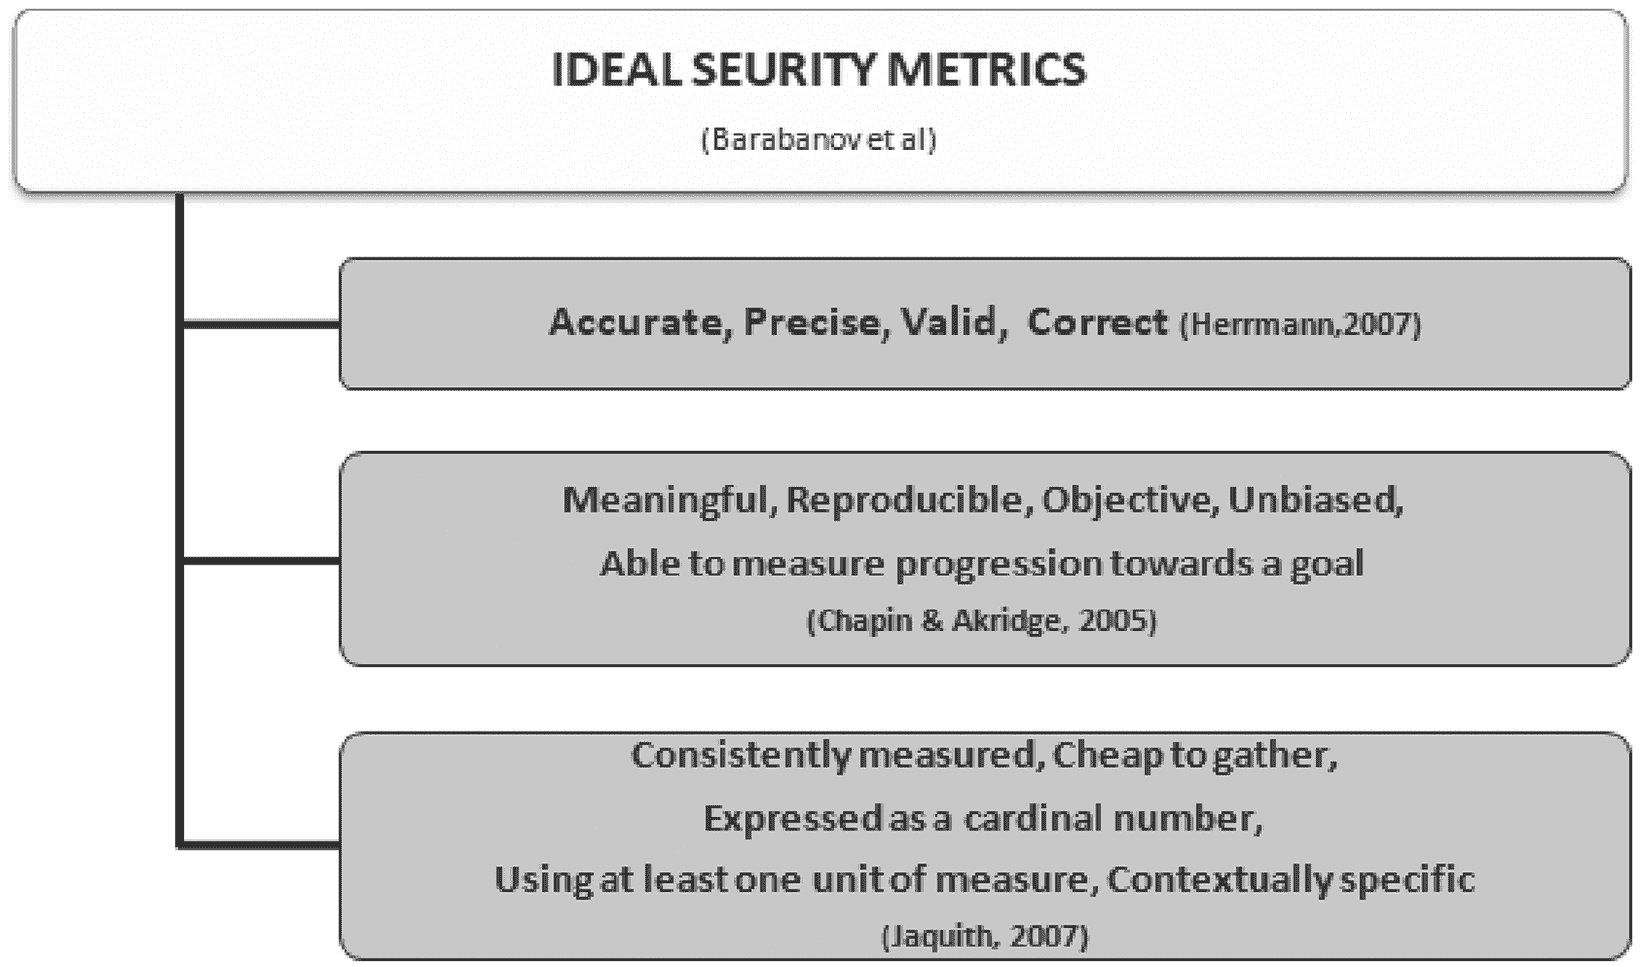 IDEAL SEURITY METRICS
(Barabanov et al)
Accurate, Precise, Valid, Correct (Herrmann,2007)
Meaningful, Reproducible, Objective, Unbiased,
Able to measure progression towards a goal
(Chapin & Akridge, 2005)
Consistently measured, Cheap to gather,
Expressed as a cardinal number,
Using at least one unit of measure, Contextually specific
(Jaquith, 2007)